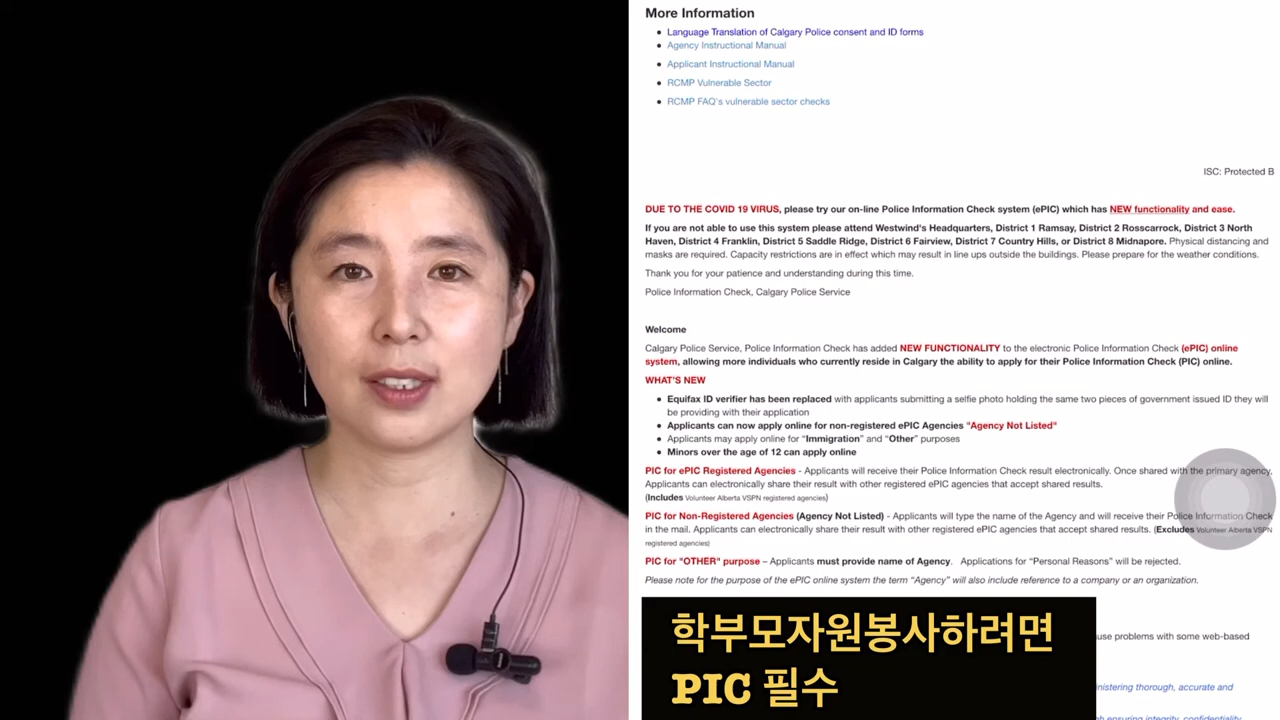 More Information
Language Translation of Calgary Police consent and ID forms
Agency Instructional Manual
Applicant Instructional Manual
RCMP Vulnerable Sector
RCMP FAQ's vulnerable sector checks
ISC: Protected B
DUE TO THE COVID 19 VIRUS, please try our on-line Police Information Check system (ePIC) which has NEW functionality and ease.
If you are not able to use this system please attend Westwind's Headquarters, District 1 Ramsay, District 2 Rosscarrock, District 3 North
Haven, District 4 Franklin, District 5 Saddle Ridge, District 6 Fairview, District 7 Country Hills, or District 8 Midnapore. Physical distancing and
masks are required. Capacity restrictions are in effect which may result in line ups outside the buildings. Please prepare for the weather conditions.
Thank you for your patience and understanding during this time.
Police Information Check, Calgary Police Service
Welcome
Calgary Police Service, Police Information Check has added NEW FUNCTIONALITY to the electronic Police Information Check (ePIC) online
system, allowing more individuals who currently reside in Calgary the ability to apply for their Police Information Check (PIC) online.
WHAT'S NEW
Equifax ID verifier has been replaced with applicants submitting a selfie photo holding the same two pieces of government issued ID they will
be providing with their application
Applicants can now apply online for non-registered ePIC Agencies "Agency Not Listed"
Applicants may apply online for "Immigration" and "Other" purposes
Minors over the age of 12 can apply online
PIC for ePIC Registered Agencies - Applicants will receive their Police Information Check result electronically. Once shared with the primary agency,
Applicants can electronically share their result with other registered ePIC agencies that accept shared results.
(Includes Volunteer Alberta VSPN registered agencies)
PIC for Non-Registered Agencies (Agency Not Listed) - Applicants will type the name of the Agency and will receive their Police Information Check
in the mail. Applicants can electronically share their result with other registered ePIC agencies that accept shared results. (Excludes Volunteer Alberta VSPN
registered agencies)
PIC for "OTHER" purpose – Applicants must provide name of Agency. Applications for "Personal Reasons" will be rejected.
Please note for the purpose of the ePIC online system the term "Agency" will also include reference to a company or an organization.
use problems with some web-based
학부모자원봉사하려면
PIC 필수
nistering thorough, accurate and
ensuring integrity, confidentiality